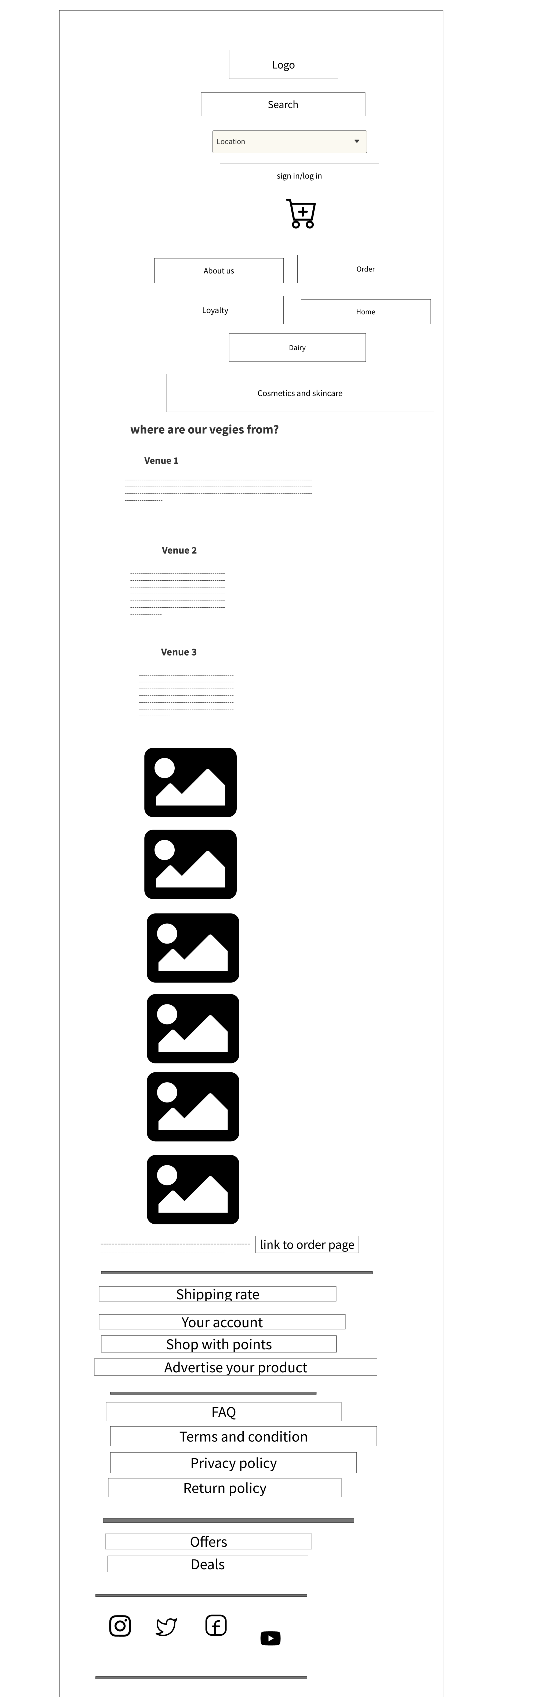 Logo
Search
Location
sign in/log in
About us
Order
Loyalty
Home
Dairy
Cosmetics and skincare
where are our vegies from?
Venue 1
Venue 2
Venue 3
link to order page
Shipping rate
Your account
Shop with points
Advertise your product
FAQ
Terms and condition
Privacy policy
Return policy
Offers
Deals